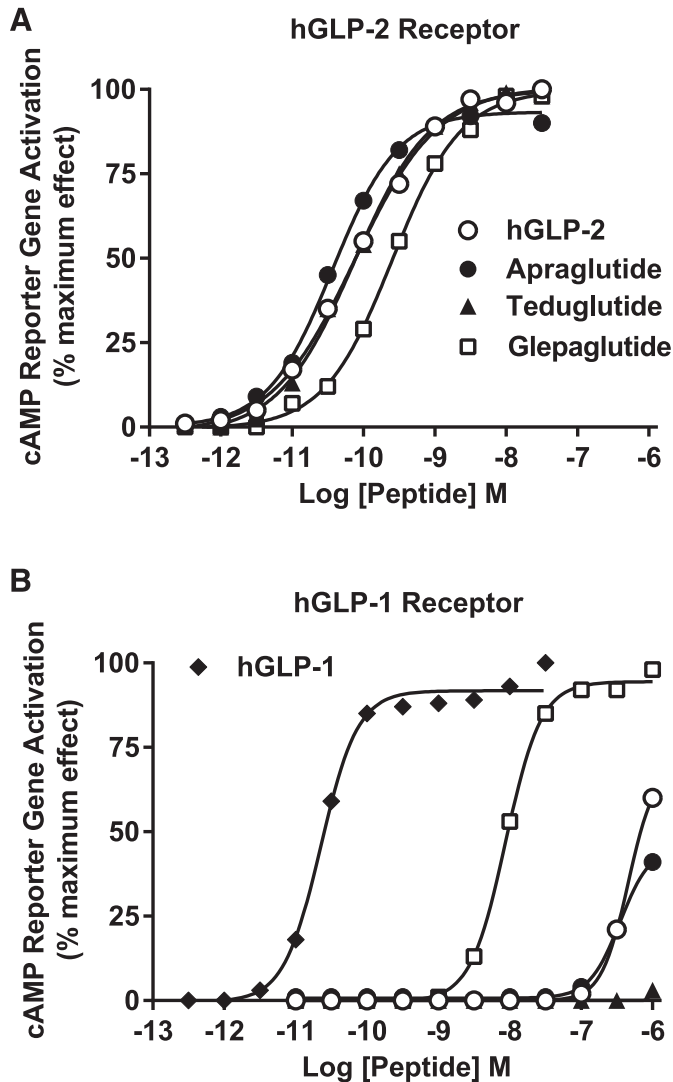 A
hGLP-2 Receptor
cAMP Reporter Gene Activation
(% maximum effect)
100
75
50
25
0
hGLP-2
Apraglutide
Teduglutide
Glepaglutide
-13 -12 -11 -10 -9 -8 -7 -6
Log [Peptide] M
B
hGLP-1 Receptor
cAMP Reporter Gene Activation
(% maximum effect)
100
75
50
25
0
hGLP-1
-13 -12 -11 -10 -9 -8 -7 -6
Log [Peptide] M